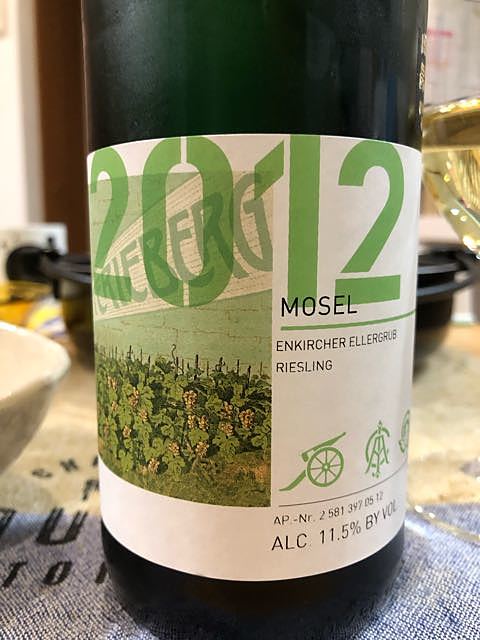 2012
MOSEL
ENKIRCHER ELLERGRUB
RIESLING
AP.-Nr. 2 581 397 05 12
ALC. 11.5% BY VOL